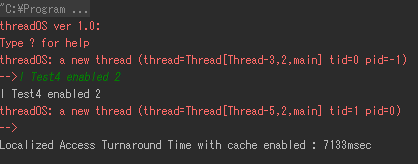 "C:¥Program ...
threadOS ver 1.0:
Type ? for help
threadOS: a new thread (thread=Thread[Thread-3,2,main] tid=0 pid=-1)
-->l Test4 enabled 2
l Test4 enabled 2
threadOS: a new thread (thread=Thread[Thread-5,2,main] tid=1 pid=0)
-->
Localized Access Turnaround Time with cache enabled : 7133msec